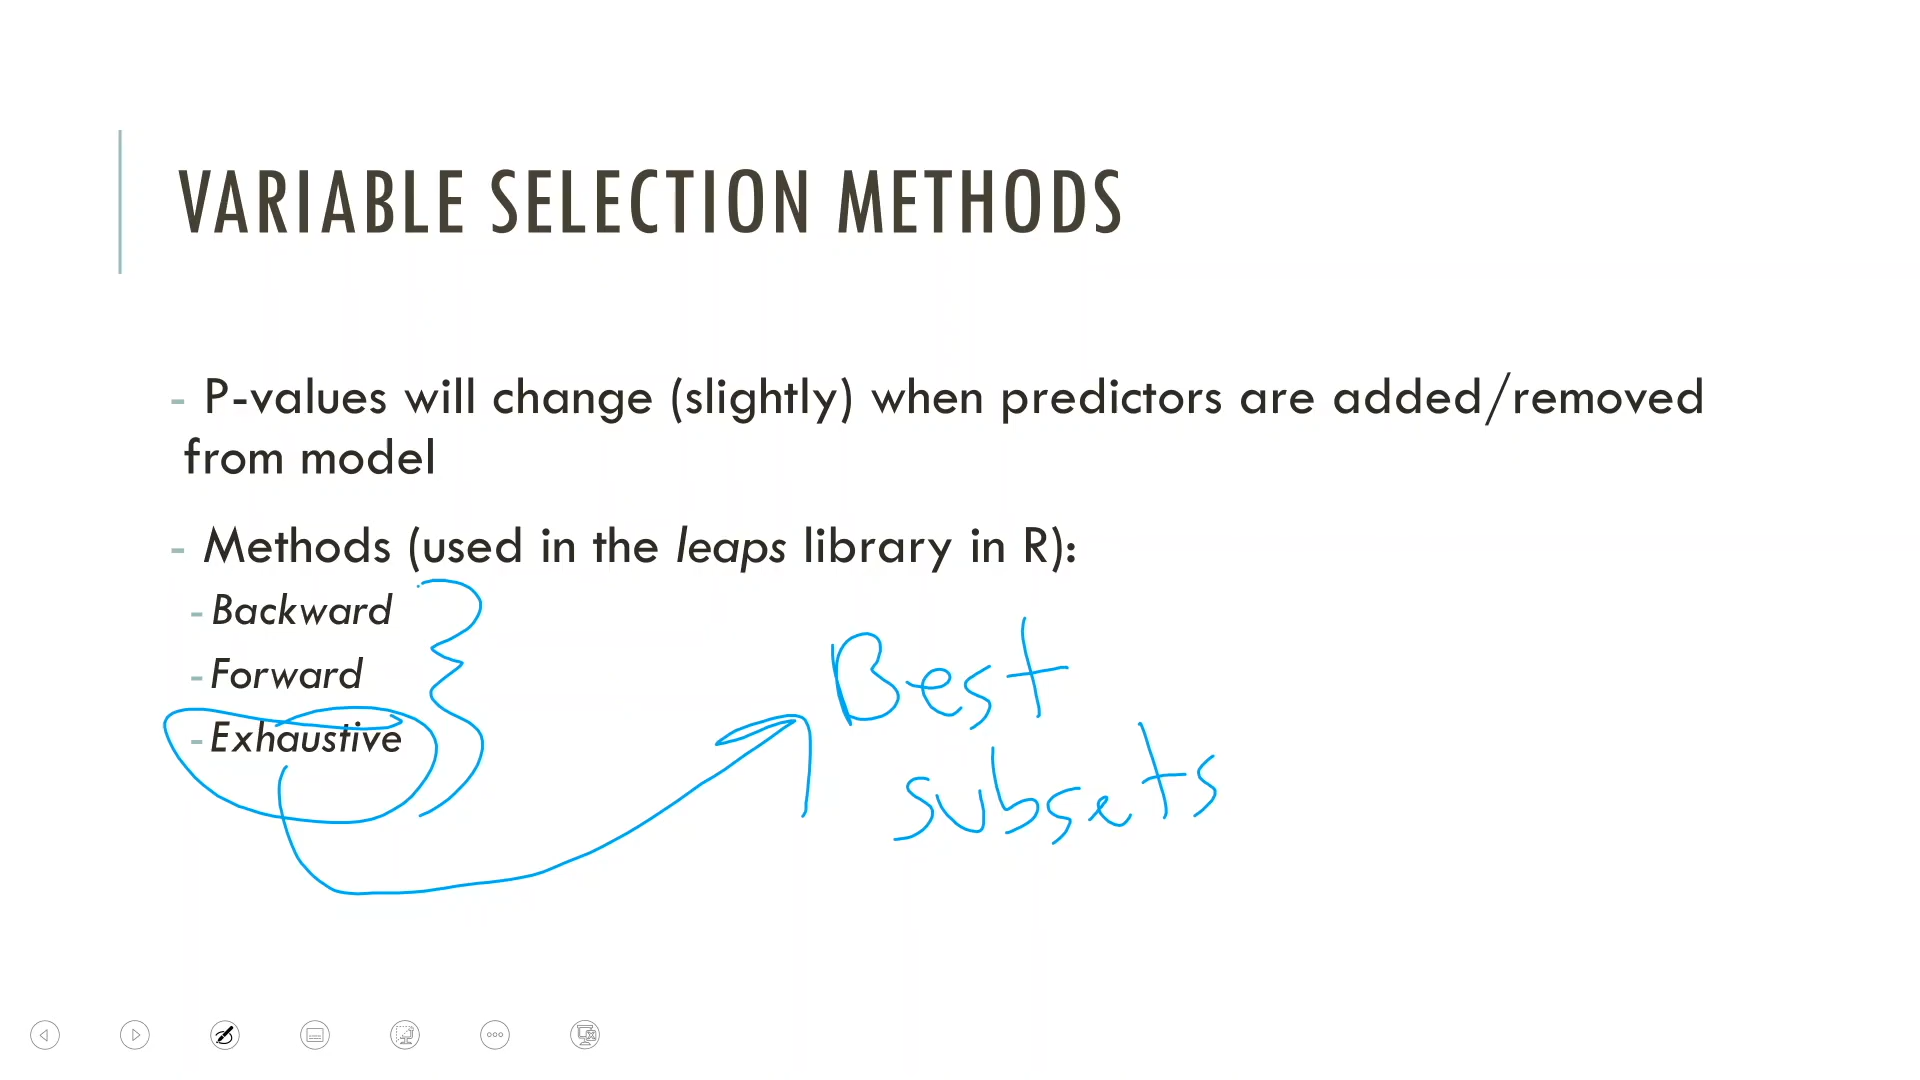 VARIABLE SELECTION METHODS
- P-values will change (slightly) when predictors are added/removed
from model
- Methods (used in the leaps library in R):
- Backward
- Forward
- Exhaustive
Best
subsets